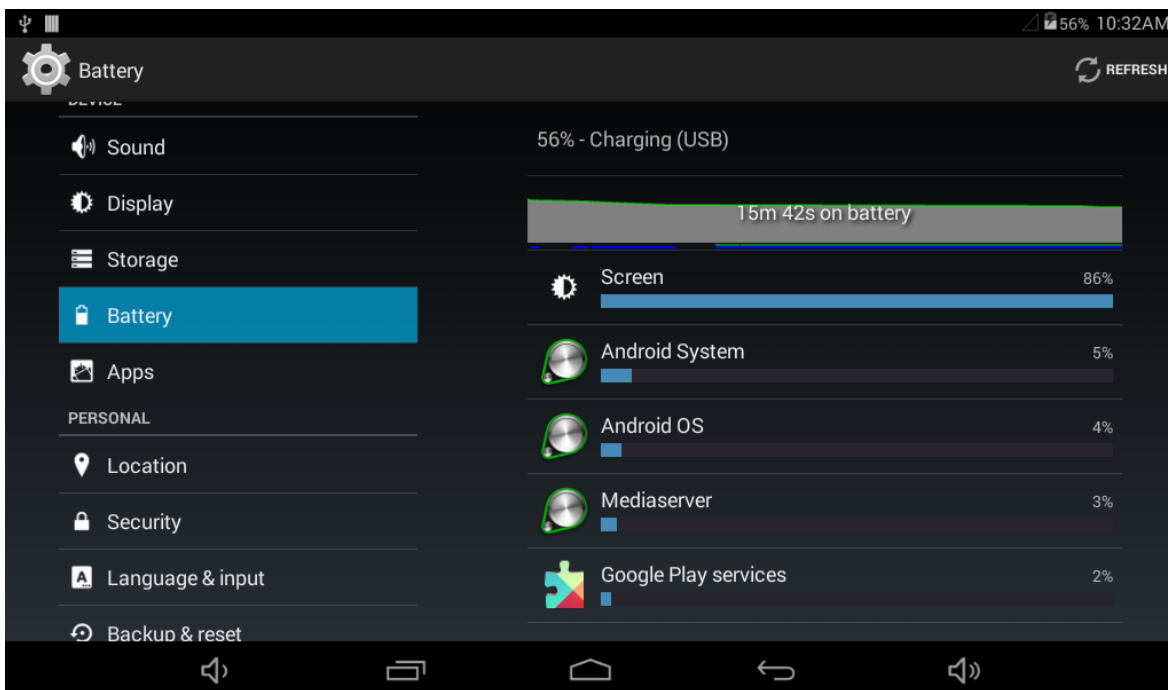 56% 10:32AM
Battery
REFRESH
DEVICE
Sound
Display
Storage
Battery
Apps
PERSONAL
Location
Security
Language & input
Backup & reset
56% - Charging (USB)
15m 42s on battery
Screen 86%
Android System 5%
Android OS 4%
Mediaserver 3%
Google Play services 2%